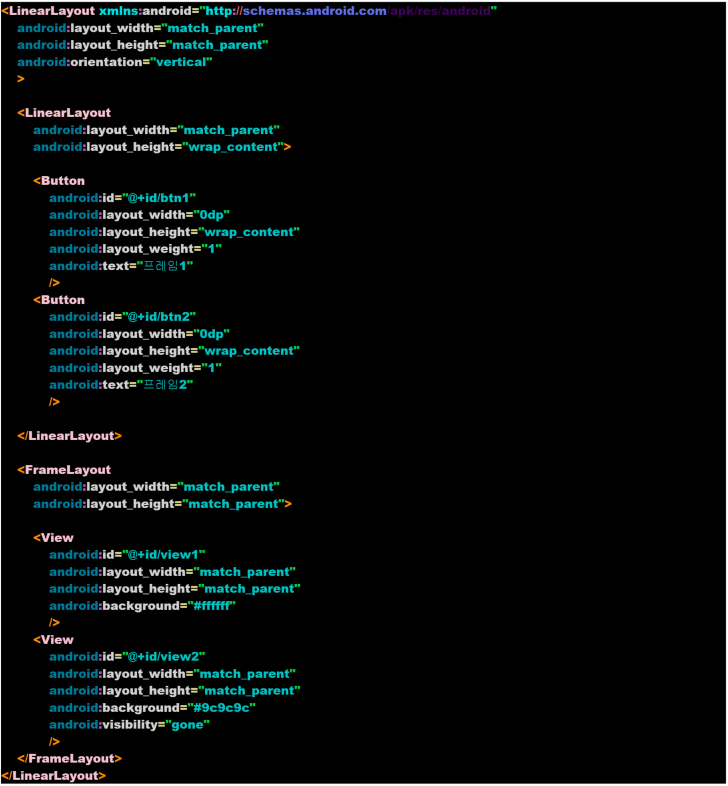 <LinearLayout xmlns:android="http://schemas.android.com/apk/res/android"
android:layout_width="match_parent"
android:layout_height="match_parent"
android:orientation="vertical"
>
<LinearLayout
android:layout_width="match_parent"
android:layout_height="wrap_content">
<Button
android:id="@+id/btn1"
android:layout_width="0dp"
android:layout_height="wrap_content"
android:layout_weight="1"
android:text="프레임1"
/>
<Button
android:id="@+id/btn2"
android:layout_width="0dp"
android:layout_height="wrap_content"
android:layout_weight="1"
android:text="프레임2"
/>
</LinearLayout>
<FrameLayout
android:layout_width="match_parent"
android:layout_height="match_parent">
<View
android:id="@+id/view1"
android:layout_width="match_parent"
android:layout_height="match_parent"
android:background="#ffffff"
/>
<View
android:id="@+id/view2"
android:layout_width="match_parent"
android:layout_height="match_parent"
android:background="#9c9c9c"
android:visibility="gone"
/>
</FrameLayout>
</LinearLayout>